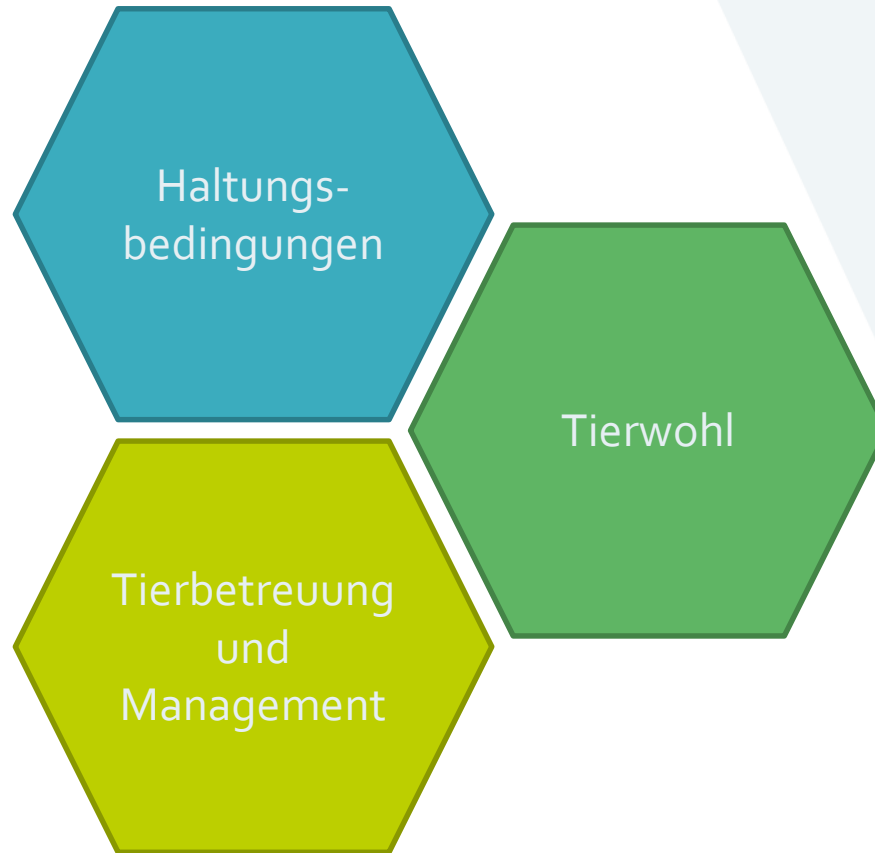 Haltungs-
bedingungen
Tierwohl
Tierbetreuung
und
Management